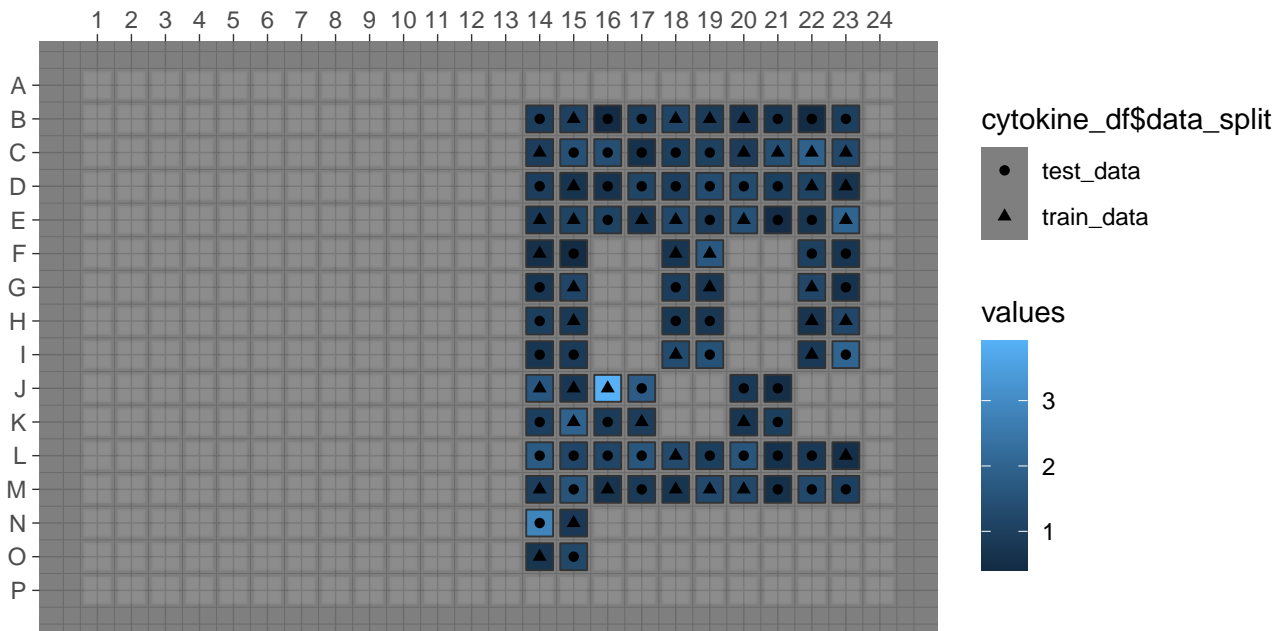 1 2 3 4 5 6 7 8 9 10 11 12 13 14 15 16 17 18 19 20 21 22 23 24
A
B
C
D
E
F
G
H
I
J
K
L
M
N
O
P
cytokine_df$data_split
test_data
train_data
values
3
2
1